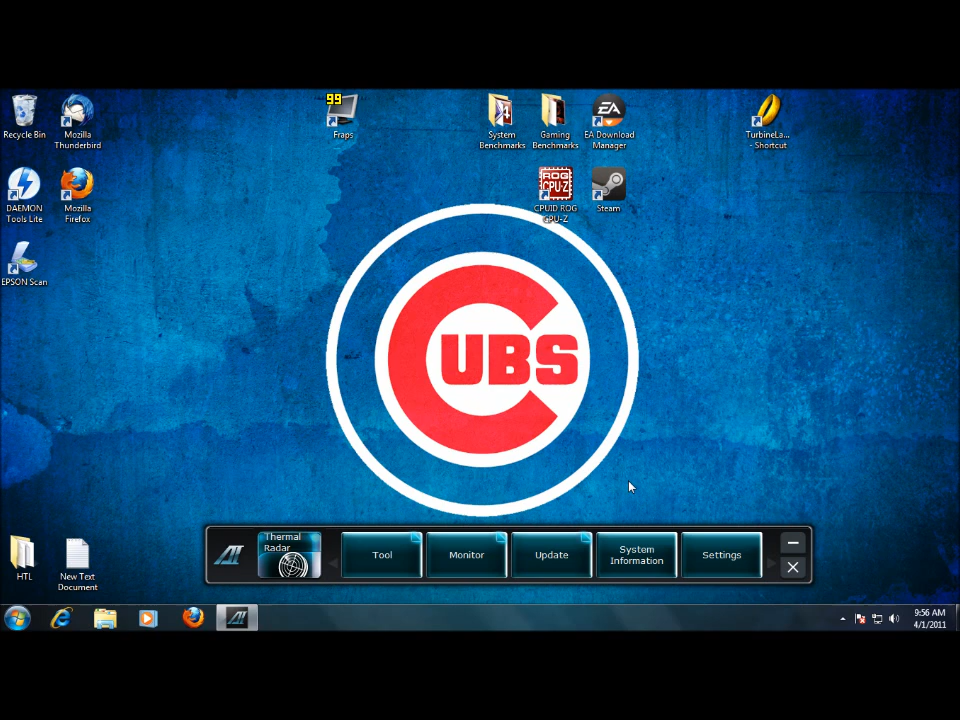 99
Recycle Bin
Mozilla
Thunderbird
Fraps
System
Benchmarks
Gaming
Benchmarks
EA
EA Download
Manager
TurbineLa...
- Shortcut
DAEMON
Tools Lite
Mozilla
Firefox
ROG
CPU-Z
CPUID ROG
CPU-Z
Steam
EPSON Scan
CUBS
HTL
New Text
Document
Thermal
Radar
Tool
Monitor
Update
System
Information
Settings
9:56 AM
4/1/2011